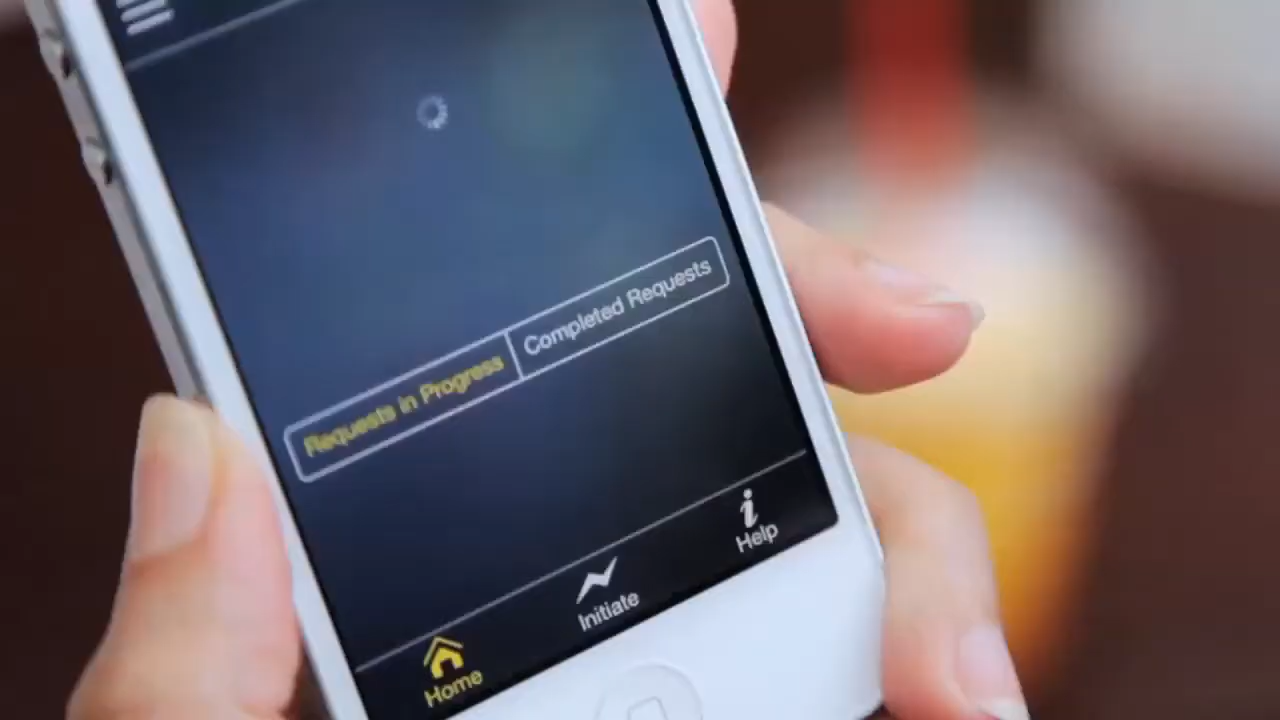 Requests in Progress
Completed Requests
Home
Initiate
Help